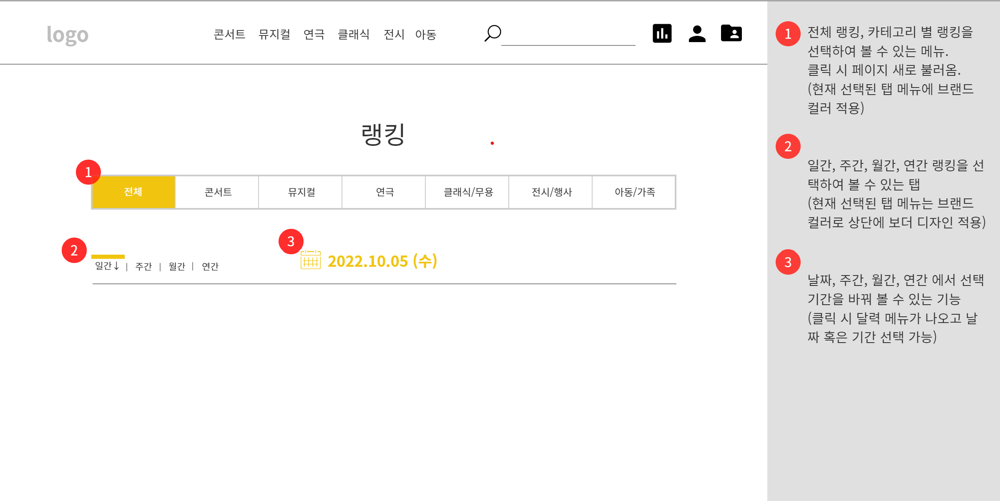 logo
콘서트 뮤지컬 연극 클래식 전시 아동
랭킹
1
전체 콘서트 뮤지컬 연극 클래식/무용 전시/행사 아동/가족
2
일간↓ | 주간 | 월간 | 연간
3
2022.10.05 (수)
1
전체 랭킹, 카테고리 별 랭킹을
선택하여 볼 수 있는 메뉴.
클릭 시 페이지 새로 불러옴.
(현재 선택된 탭 메뉴에 브랜드
컬러 적용)
2
일간, 주간, 월간, 연간 랭킹을 선
택하여 볼 수 있는 탭
(현재 선택된 탭 메뉴는 브랜드
컬러로 상단에 보더 디자인 적용)
3
날짜, 주간, 월간, 연간 에서 선택
기간을 바꿔 볼 수 있는 기능
(클릭 시 달력 메뉴가 나오고 날
짜 혹은 기간 선택 가능)